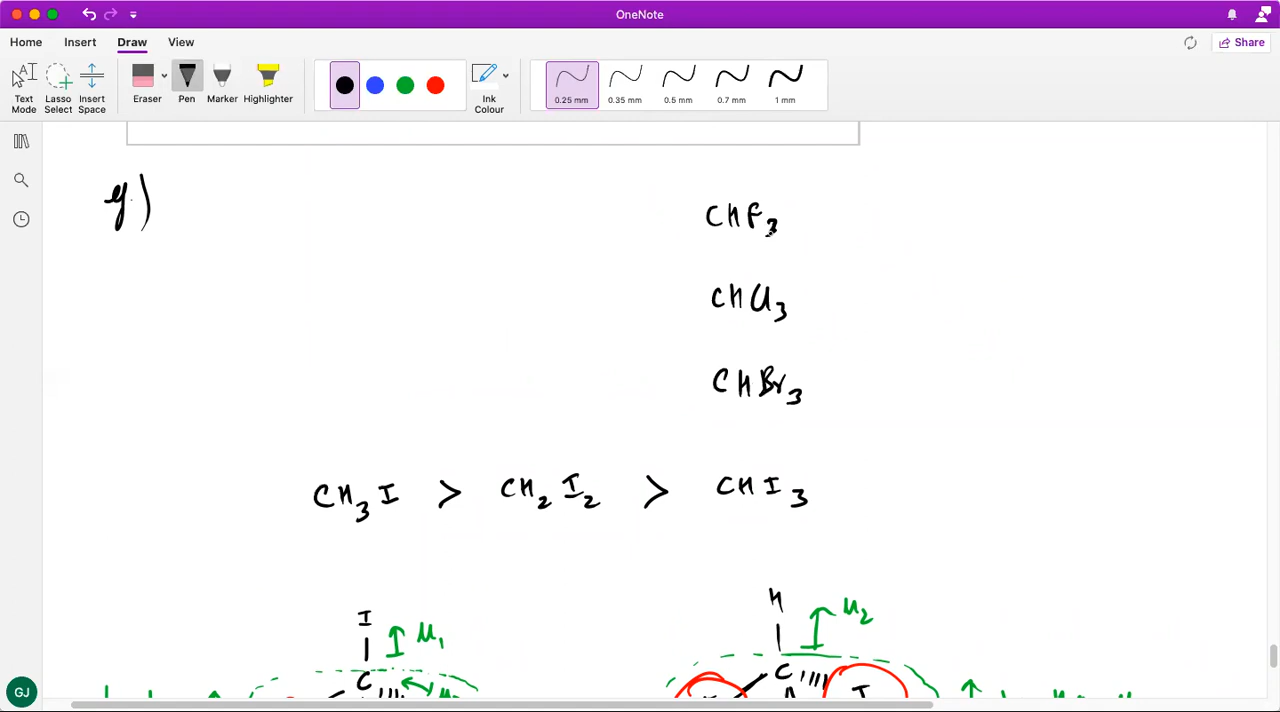 OneNote
Home Insert Draw View
Share
Text Mode
Lasso Select
Insert Space
Eraser
Pen
Marker
Highlighter
Ink Colour
0.25 mm
0.35 mm
0.5 mm
0.7 mm
1 mm
CHF3
CHCl3
CHBr3
CH3I > CH2I2 > CHI3
I
μ1
C
H
μ2
C
I
GJ